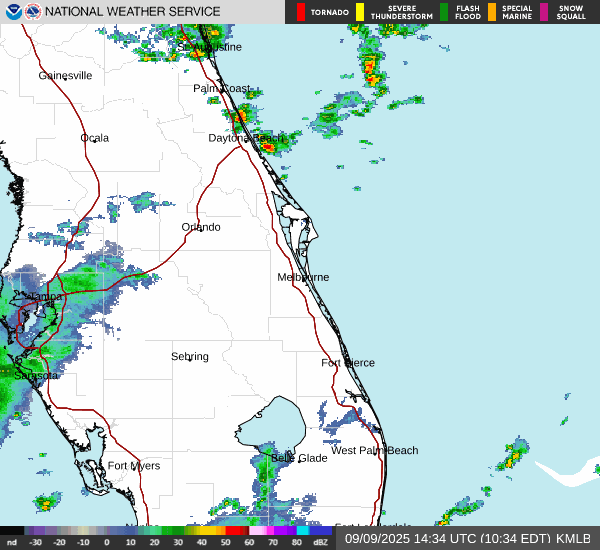 NATIONAL WEATHER SERVICE
TORNADO
SEVERE THUNDERSTORM
FLASH FLOOD
SPECIAL MARINE
SNOW SQUALL
St. Augustine
Gainesville
Palm Coast
Ocala
Daytona Beach
Orlando
Melbourne
Tampa
Sebring
Fort Pierce
Sarasota
West Palm Beach
Belle Glade
Fort Myers
nd -30 -20 -10 0 10 20 30 40 50 60 70 80 dBZ
09/09/2025 14:34 UTC (10:34 EDT) KMLB